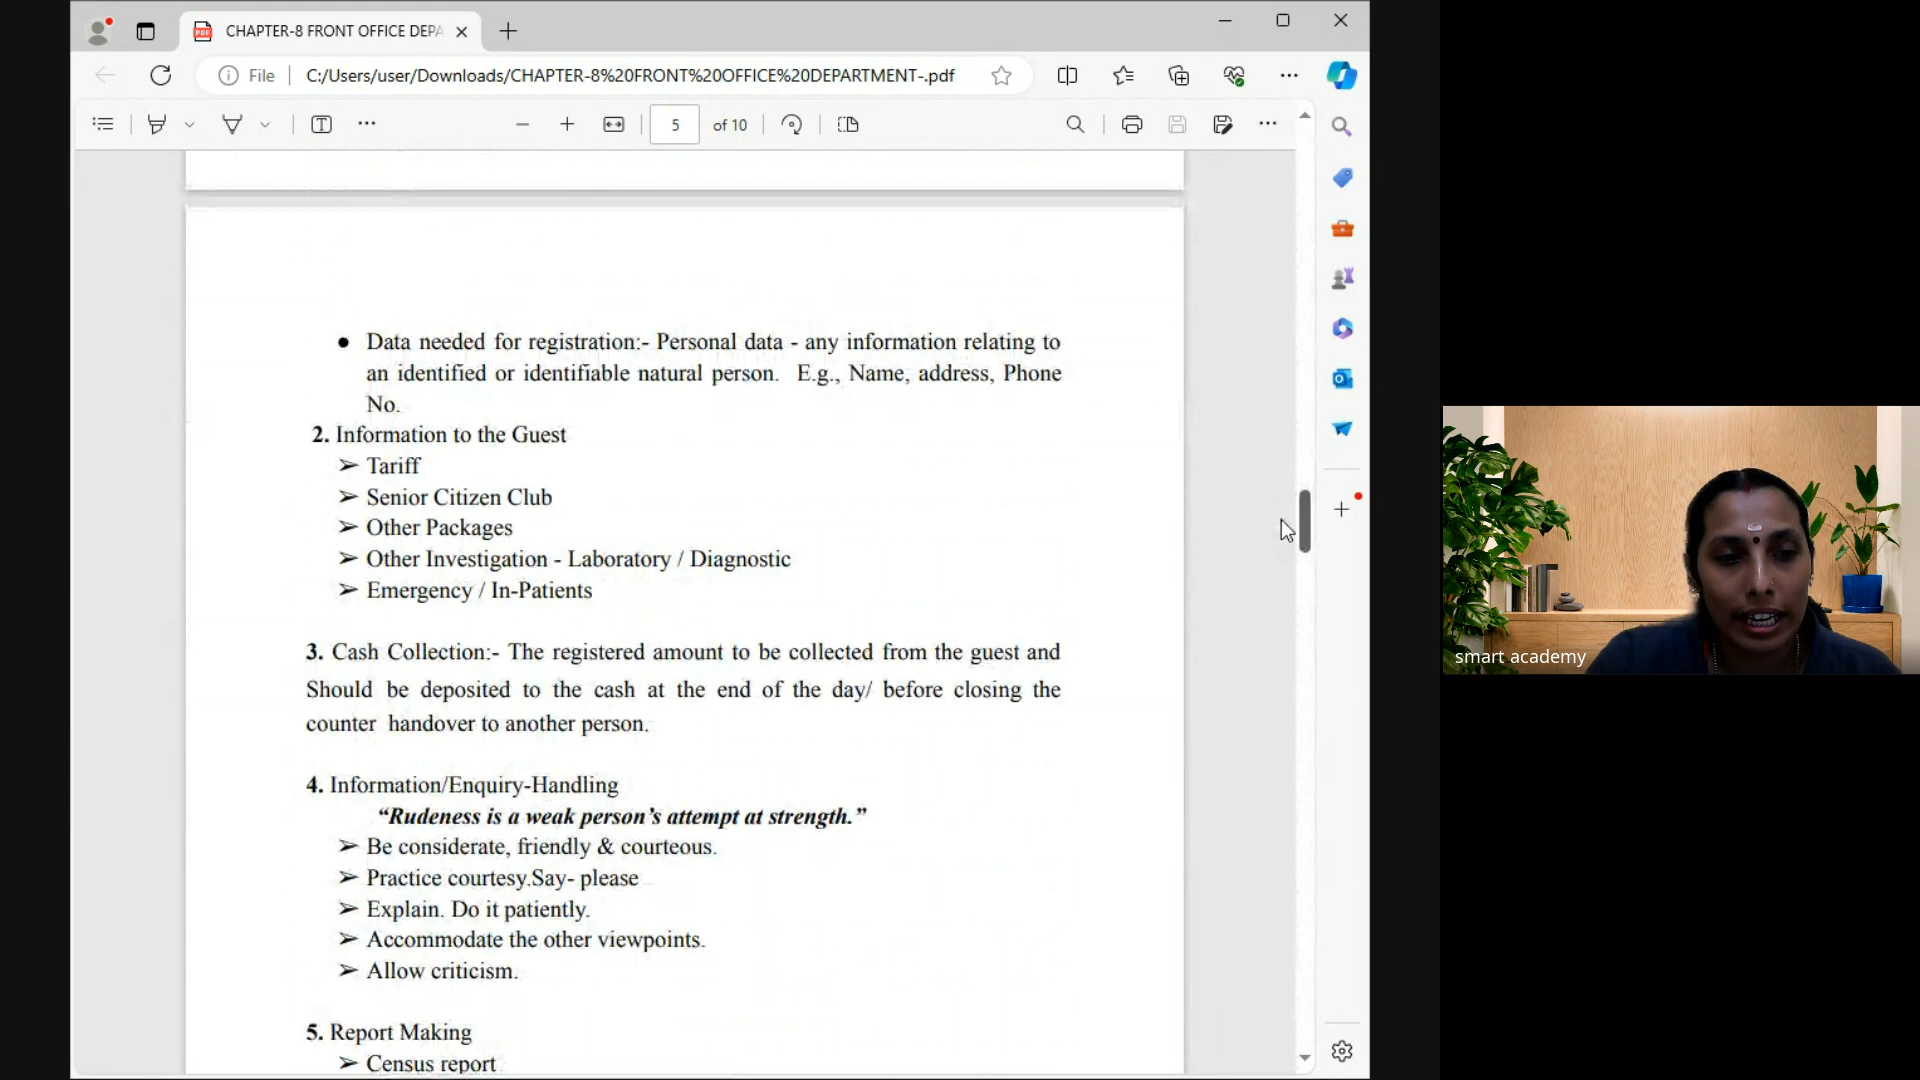 CHAPTER-8 FRONT OFFICE DEPA
File
C:/Users/user/Downloads/CHAPTER-8%20FRONT%20OFFICE%20DEPARTMENT-.pdf
5 of 10
● Data needed for registration:- Personal data - any information relating to
an identified or identifiable natural person. E.g., Name, address, Phone
No.
2. Information to the Guest
➢ Tariff
➢ Senior Citizen Club
➢ Other Packages
➢ Other Investigation - Laboratory / Diagnostic
➢ Emergency / In-Patients
3. Cash Collection:- The registered amount to be collected from the guest and
Should be deposited to the cash at the end of the day/ before closing the
counter handover to another person.
4. Information/Enquiry-Handling
“Rudeness is a weak person’s attempt at strength.”
➢ Be considerate, friendly & courteous.
➢ Practice courtesy.Say- please
➢ Explain. Do it patiently.
➢ Accommodate the other viewpoints.
➢ Allow criticism.
5. Report Making
➢ Census report
smart academy